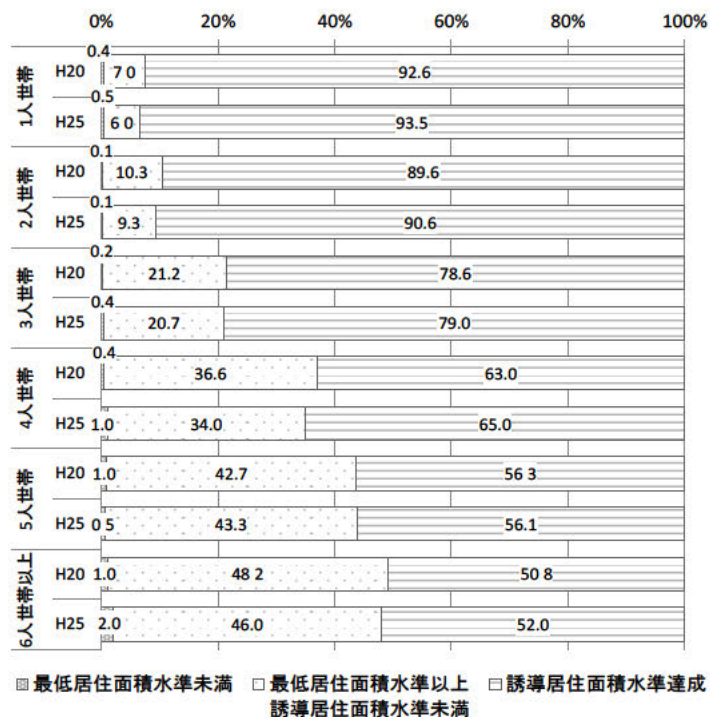 0% 20% 40% 60% 80% 100%
1人世帯
H20 0.4 7 0 92.6
H25 0.5 6 0 93.5
2人世帯
H20 0.1 10.3 89.6
H25 0.1 9.3 90.6
3人世帯
H20 0.2 21.2 78.6
H25 0.4 20.7 79.0
4人世帯
H20 0.4 36.6 63.0
H25 1.0 34.0 65.0
5人世帯
H20 1.0 42.7 56 3
H25 0 5 43.3 56.1
6人世帯以上
H20 1.0 48 2 50 8
H25 2.0 46.0 52.0
最低居住面積水準未満 最低居住面積水準以上 誘導居住面積水準達成
誘導居住面積水準未満